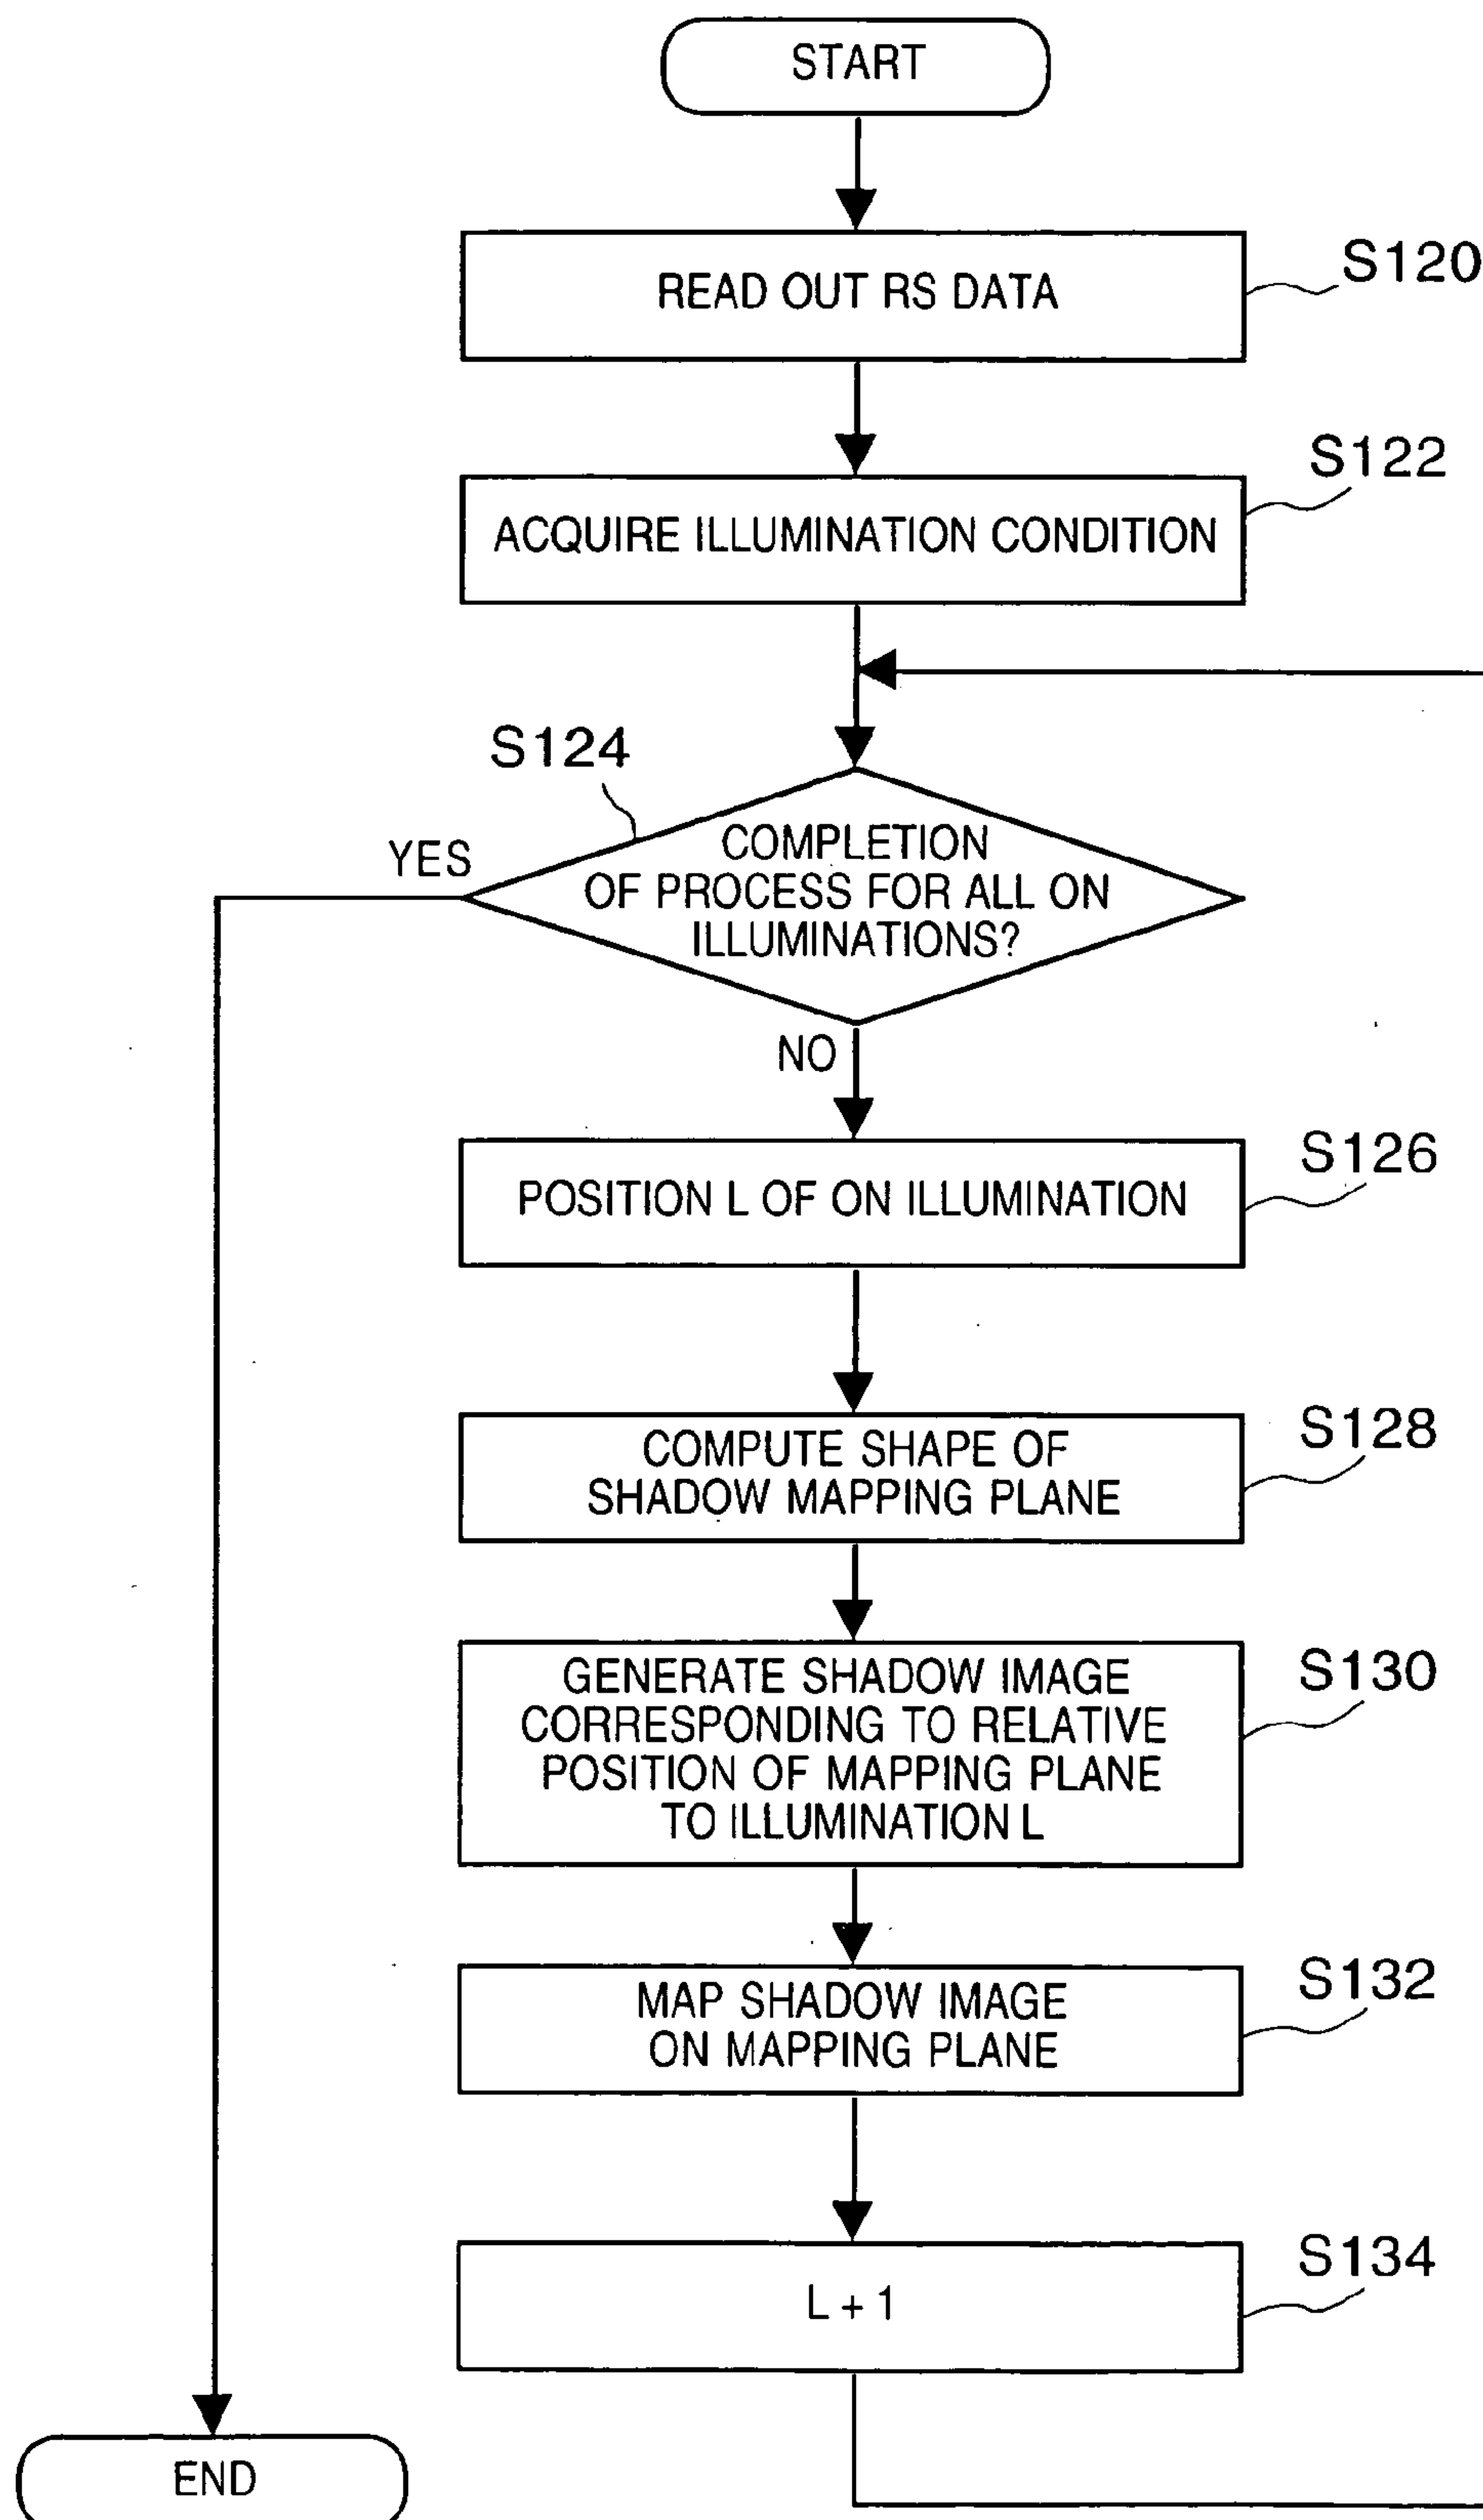 START
READ OUT RS DATA
S120
ACQUIRE ILLUMINATION CONDITION
S122
S124
COMPLETION
OF PROCESS FOR ALL ON
ILLUMINATIONS?
YES
NO
POSITION L OF ON ILLUMINATION
S126
COMPUTE SHAPE OF
SHADOW MAPPING PLANE
S128
GENERATE SHADOW IMAGE
CORRESPONDING TO RELATIVE
POSITION OF MAPPING PLANE
TO ILLUMINATION L
S130
MAP SHADOW IMAGE
ON MAPPING PLANE
S132
L + 1
S134
END